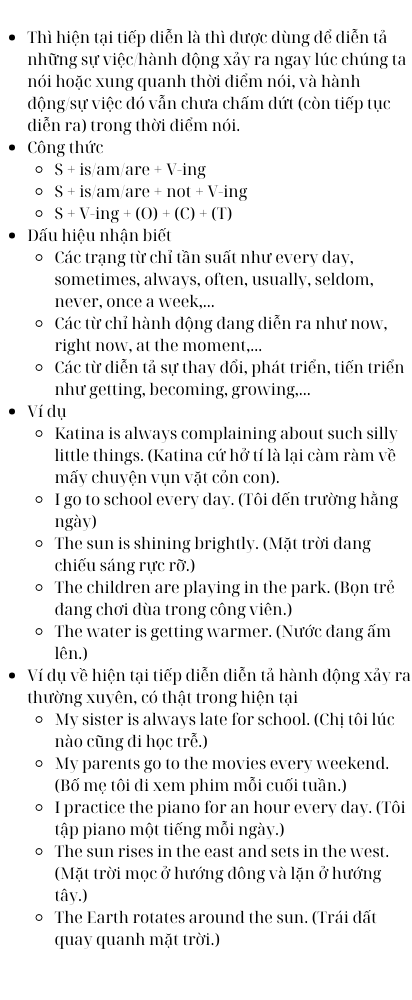 • Thì hiện tại tiếp diễn là thì được dùng để diễn tả
những sự việc/hành động xảy ra ngay lúc chúng ta
nói hoặc xung quanh thời điểm nói, và hành
động/sự việc đó vẫn chưa chấm dứt (còn tiếp tục
diễn ra) trong thời điểm nói.
• Công thức
◦ S + is/am/are + V-ing
◦ S + is/am/are + not + V-ing
◦ S + V-ing + (O) + (C) + (T)
• Dấu hiệu nhận biết
◦ Các trạng từ chỉ tần suất như every day,
sometimes, always, often, usually, seldom,
never, once a week,...
◦ Các từ chỉ hành động đang diễn ra như now,
right now, at the moment,...
◦ Các từ diễn tả sự thay đổi, phát triển, tiến triển
như getting, becoming, growing,...
• Ví dụ
◦ Katina is always complaining about such silly
little things. (Katina cứ hở tí là lại càm ràm về
mấy chuyện vụn vặt cỏn con).
◦ I go to school every day. (Tôi đến trường hằng
ngày)
◦ The sun is shining brightly. (Mặt trời đang
chiếu sáng rực rỡ.)
◦ The children are playing in the park. (Bọn trẻ
đang chơi đùa trong công viên.)
◦ The water is getting warmer. (Nước đang ấm
lên.)
• Ví dụ về hiện tại tiếp diễn diễn tả hành động xảy ra
thường xuyên, có thật trong hiện tại
◦ My sister is always late for school. (Chị tôi lúc
nào cũng đi học trễ.)
◦ My parents go to the movies every weekend.
(Bố mẹ tôi đi xem phim mỗi cuối tuần.)
◦ I practice the piano for an hour every day. (Tôi
tập piano một tiếng mỗi ngày.)
◦ The sun rises in the east and sets in the west.
(Mặt trời mọc ở hướng đông và lặn ở hướng
tây.)
◦ The Earth rotates around the sun. (Trái đất
quay quanh mặt trời.)